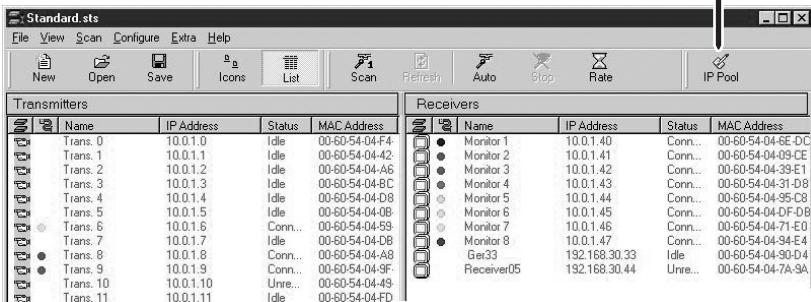 Standard.sts
File View Scan Configure Extra Help
New Open Save Icons List Scan Refresh Auto Stop Rate IP Pool
Transmitters
Name IP Address Status MAC Address
Trans. 0 10.0.1.0 Idle 00-60-54-04-F4-
Trans. 1 10.0.1.1 Idle 00-60-54-04-42-
Trans. 2 10.0.1.2 Idle 00-60-54-04-A6
Trans. 3 10.0.1.3 Idle 00-60-54-04-BC
Trans. 4 10.0.1.4 Idle 00-60-54-04-D8
Trans. 5 10.0.1.5 Idle 00-60-54-04-0B-
Trans. 6 10.0.1.6 Conn... 00-60-54-04-59-
Trans. 7 10.0.1.7 Idle 00-60-54-04-DB
Trans. 8 10.0.1.8 Conn... 00-60-54-04-A8
Trans. 9 10.0.1.9 Conn... 00-60-54-04-9F-
Trans. 10 10.0.1.10 Unre... 00-60-54-04-49-
Trans. 11 10.0.1.11 Idle 00-60-54-04-FD
Receivers
Name IP Address Status MAC Address
Monitor 1 10.0.1.40 Conn... 00-60-54-04-6E-DC
Monitor 2 10.0.1.41 Conn... 00-60-54-04-09-CE
Monitor 3 10.0.1.42 Conn... 00-60-54-04-39-E1
Monitor 4 10.0.1.43 Conn... 00-60-54-04-31-D8
Monitor 5 10.0.1.44 Conn... 00-60-54-04-95-C8
Monitor 6 10.0.1.45 Conn... 00-60-54-04-DF-DB
Monitor 7 10.0.1.46 Conn... 00-60-54-04-71-E0
Monitor 8 10.0.1.47 Conn... 00-60-54-04-94-E4
Ger33 192.168.30.33 Idle 00-60-54-04-90-D4
Receiver05 192.168.30.44 Unre... 00-60-54-04-7A-9A